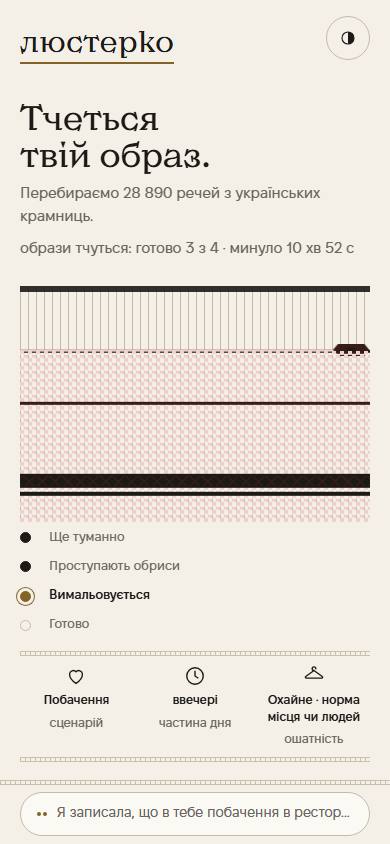 люстерко
Тчеться
твій образ.
Перебираємо 28 890 речей з українських
крамниць.
образи тчуться: готово 3 з 4 · минуло 10 хв 52 с
Ще туманно
Проступають обриси
Вимальовується
Готово
Побачення
сценарій
ввечері
частина дня
Охайне · норма
місця чи людей
ошатність
Я записала, що в тебе побачення в рестор...